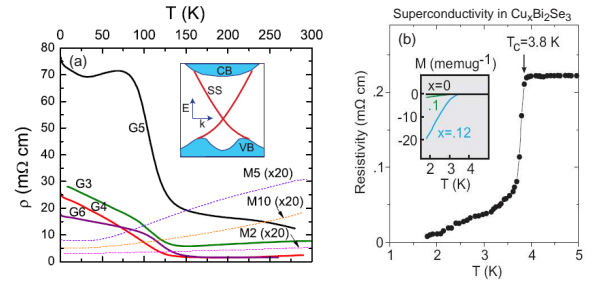 T (K)
0 50 100 150 200 250 300
ρ (mΩ cm)
80
70
60
50
40
30
20
10
0
(a)
CB
SS
E
k
VB
G5
M5 (x20)
G3
G4
G6
M10 (x20)
M2 (x20)
Superconductivity in CuxBi2Se3
(b)
TC=3.8 K
M (memug-1)
x=0
.1
x=.12
0
-10
-20
2 3 4
T (K)
Resistivity (mΩ cm)
.2
.1
0
1 2 3 4 5
T (K)